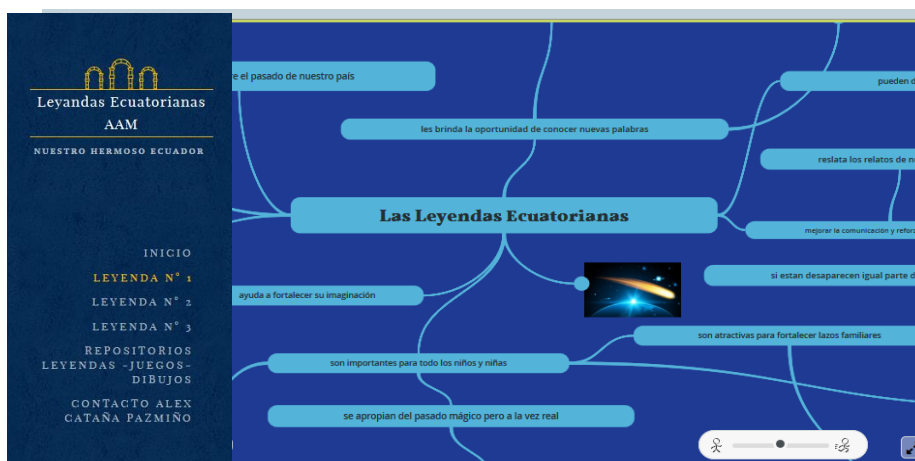 Leyandas Ecuatorianas
AAM
NUESTRO HERMOSO ECUADOR
INICIO
LEYENDA N° 1
LEYENDA N° 2
LEYENDA N° 3
REPOSITORIOS
LEYENDAS -JUEGOS-
DIBUJOS
CONTACTO ALEX
CATAÑA PAZMIÑO
el pasado de nuestro país
pueden
les brinda la oportunidad de conocer nuevas palabras
reslata los relatos de
Las Leyendas Ecuatorianas
mejorar la comunicación y
si estan desaparecen igual parte
ayuda a fortalecer su imaginación
son atractivas para fortalecer lazos familiares
son importantes para todo los niños y niñas
se apropian del pasado mágico pero a la vez real